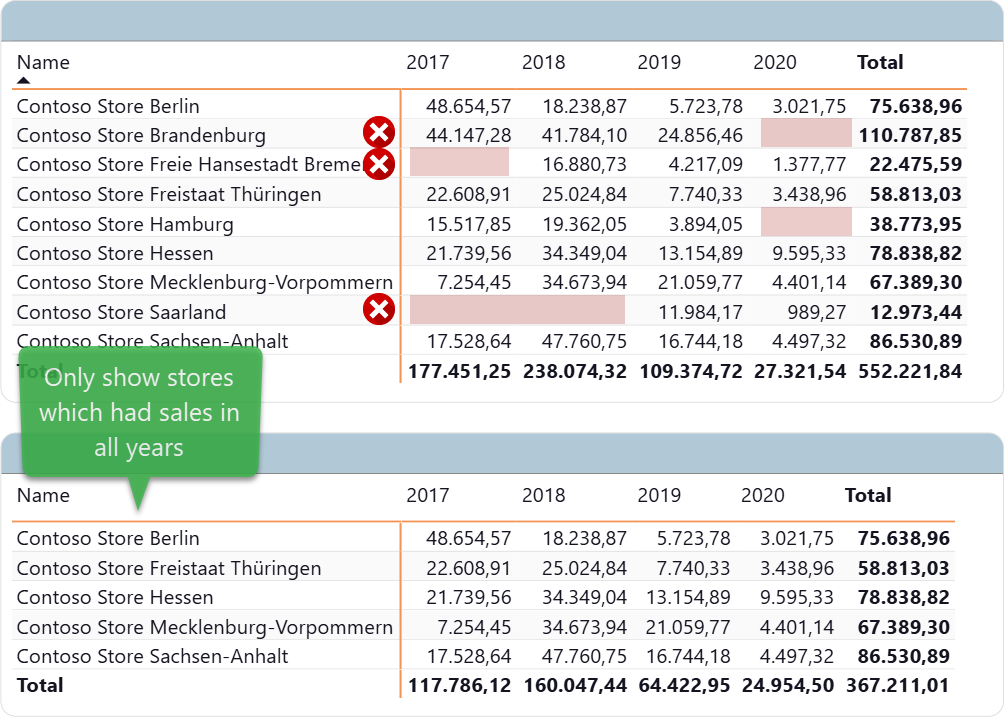 Name 2017 2018 2019 2020 Total
Contoso Store Berlin 48.654,57 18.238,87 5.723,78 3.021,75 75.638,96
Contoso Store Brandenburg 44.147,28 41.784,10 24.856,46 110.787,85
Contoso Store Freie Hansestadt Breme 16.880,73 4.217,09 1.377,77 22.475,59
Contoso Store Freistaat Thüringen 22.608,91 25.024,84 7.740,33 3.438,96 58.813,03
Contoso Store Hamburg 15.517,85 19.362,05 3.894,05 38.773,95
Contoso Store Hessen 21.739,56 34.349,04 13.154,89 9.595,33 78.838,82
Contoso Store Mecklenburg-Vorpommern 7.254,45 34.673,94 21.059,77 4.401,14 67.389,30
Contoso Store Saarland 11.984,17 989,27 12.973,44
Contoso Store Sachsen-Anhalt 17.528,64 47.760,75 16.744,18 4.497,32 86.530,89
Total 177.451,25 238.074,32 109.374,72 27.321,54 552.221,84
Only show stores
which had sales in
all years
Name 2017 2018 2019 2020 Total
Contoso Store Berlin 48.654,57 18.238,87 5.723,78 3.021,75 75.638,96
Contoso Store Freistaat Thüringen 22.608,91 25.024,84 7.740,33 3.438,96 58.813,03
Contoso Store Hessen 21.739,56 34.349,04 13.154,89 9.595,33 78.838,82
Contoso Store Mecklenburg-Vorpommern 7.254,45 34.673,94 21.059,77 4.401,14 67.389,30
Contoso Store Sachsen-Anhalt 17.528,64 47.760,75 16.744,18 4.497,32 86.530,89
Total 117.786,12 160.047,44 64.422,95 24.954,50 367.211,01